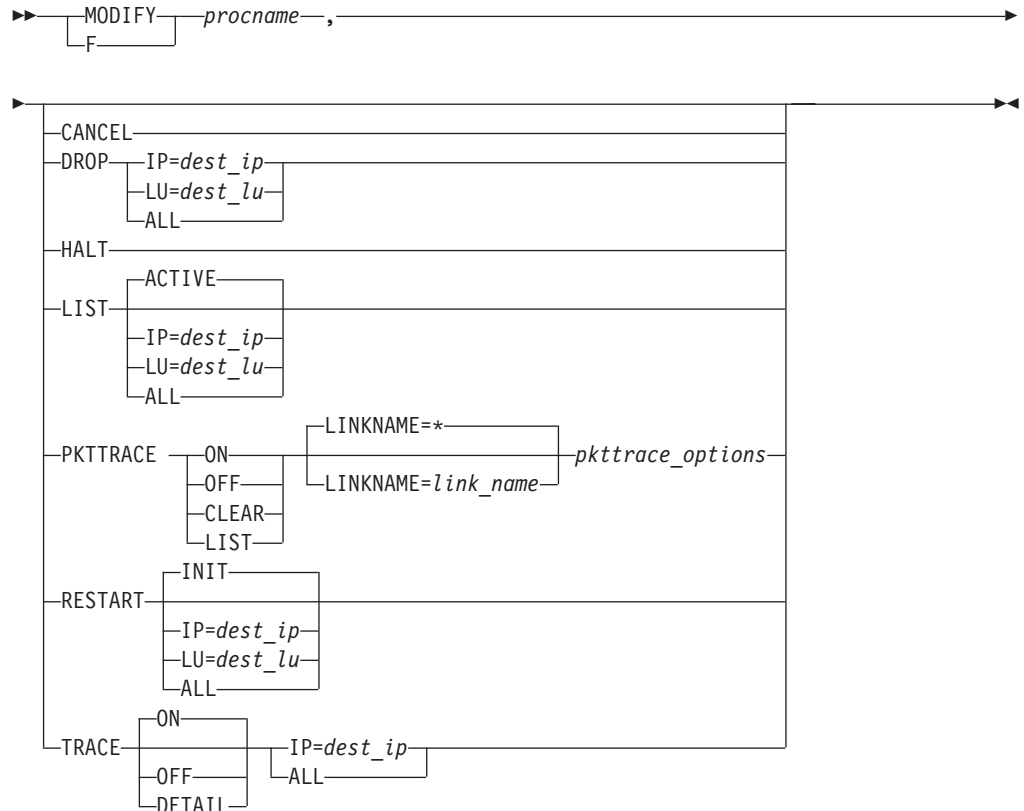 MODIFY procname ,
F
CANCEL
DROP IP=dest_ip
LU=dest_lu
ALL
HALT
ACTIVE
LIST
IP=dest_ip
LU=dest_lu
ALL
LINKNAME=*
PKTTRACE ON pkttrace_options
OFF LINKNAME=link_name
CLEAR
LIST
INIT
RESTART
IP=dest_ip
LU=dest_lu
ALL
ON
TRACE IP=dest_ip
OFF ALL
DETAIL